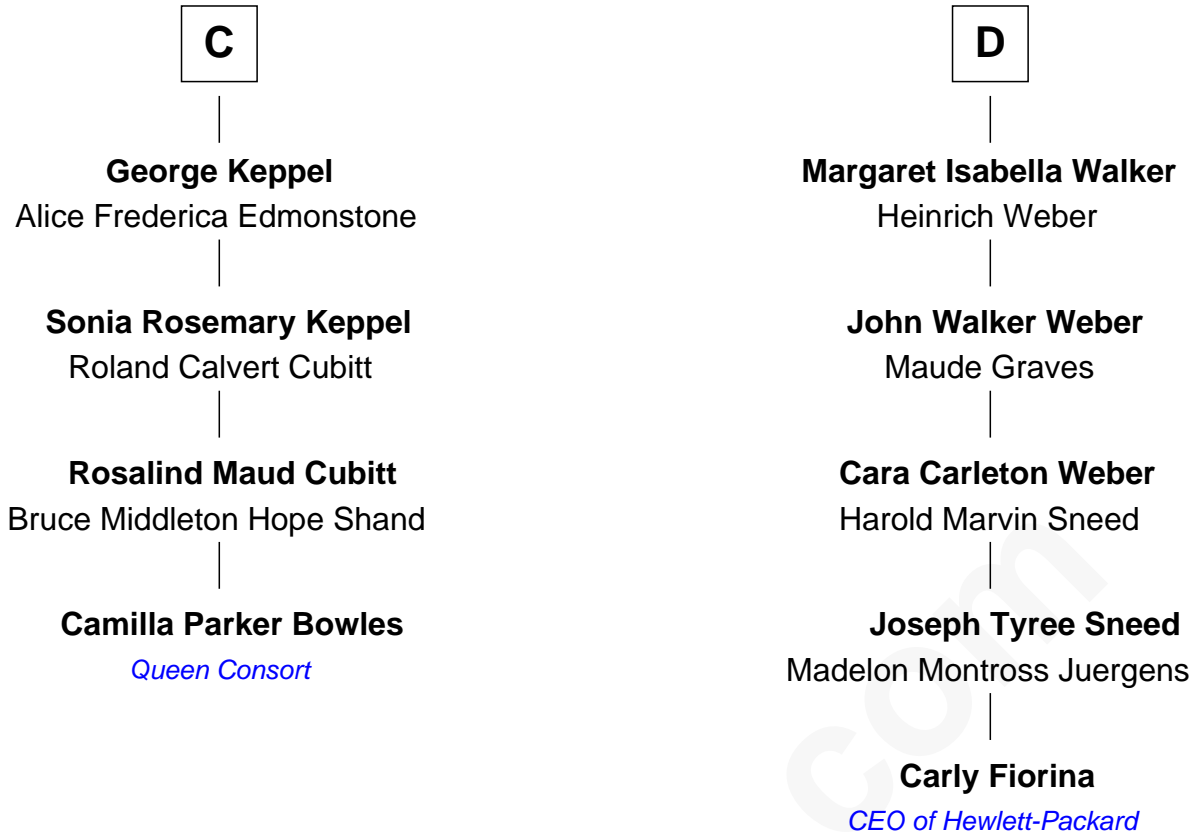 C
George Keppel
Alice Frederica Edmonstone
Sonia Rosemary Keppel
Roland Calvert Cubitt
Rosalind Maud Cubitt
Bruce Middleton Hope Shand
Camilla Parker Bowles
Queen Consort
D
Margaret Isabella Walker
Heinrich Weber
John Walker Weber
Maude Graves
Cara Carleton Weber
Harold Marvin Sneed
Joseph Tyree Sneed
Madelon Montross Juergens
Carly Fiorina
CEO of Hewlett-Packard
com